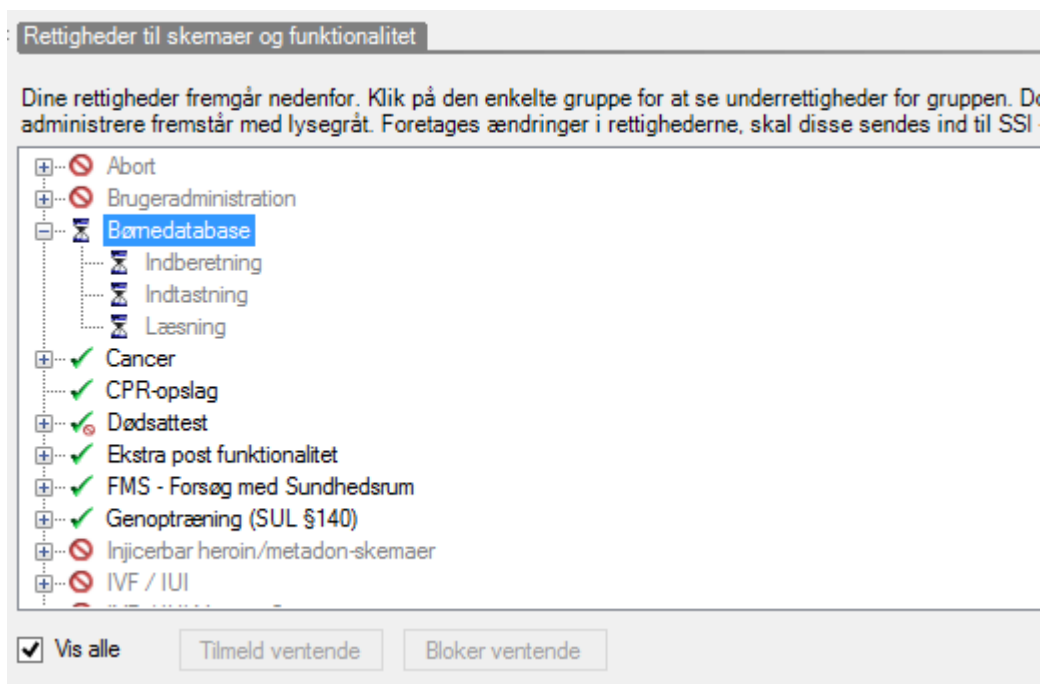 Rettigheder til skemaer og funktionalitet
Dine rettigheder fremgår nedenfor. Klik på den enkelte gruppe for at se underrettigheder for gruppen.
administrere fremstår med lysegråt. Foretages ændringer i rettighederne, skal disse sendes ind til SSI
Abort
Brugeradministration
Børnedatabase
Indberetning
Indtastning
Læsning
Cancer
CPR-opslag
Dødsattest
Ekstra post funktionalitet
FMS - Forsøg med Sundhedsrum
Genoptræning (SUL §140)
Injicerbar heroin/metadon-skemaer
IVF / IUI
Vis alle Tilmeld ventende Bloker ventende